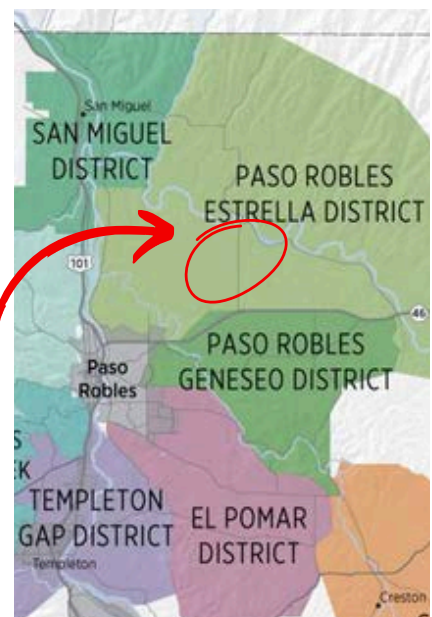 San Miguel
SAN MIGUEL
DISTRICT
PASO ROBLES
ESTRELLA DISTRICT
101
46
PASO ROBLES
GENESEO DISTRICT
Paso
Robles
S
EK
TEMPLETON
GAP DISTRICT
Templeton
EL POMAR
DISTRICT
Creston